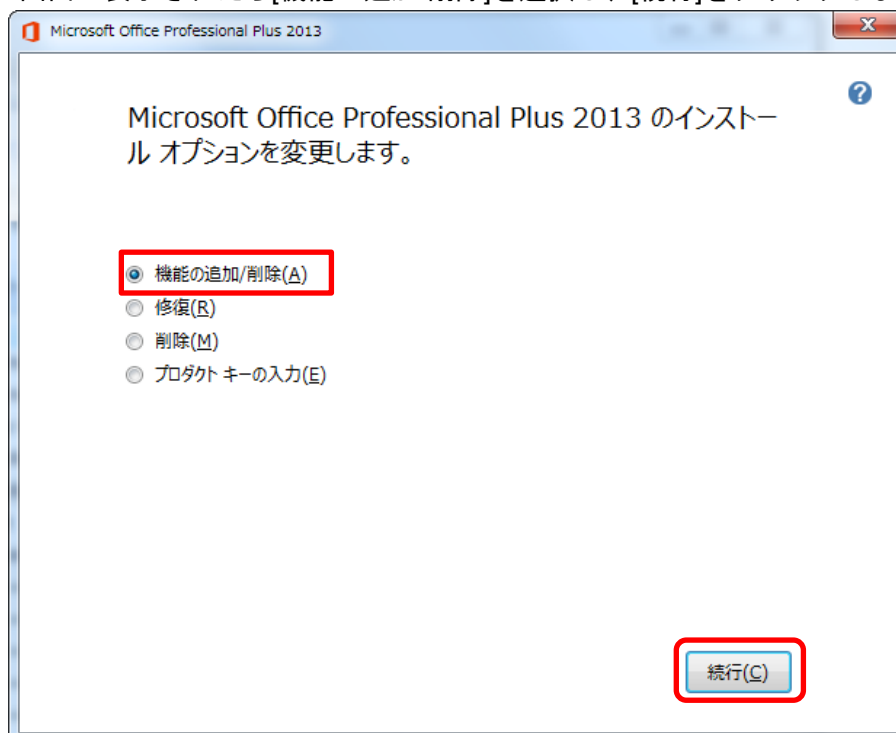 Microsoft Office Professional Plus 2013
Microsoft Office Professional Plus 2013 のインストー
ル オプションを変更します。
機能の追加/削除(A)
修復(R)
削除(M)
プロダクト キーの入力(E)
続行(C)